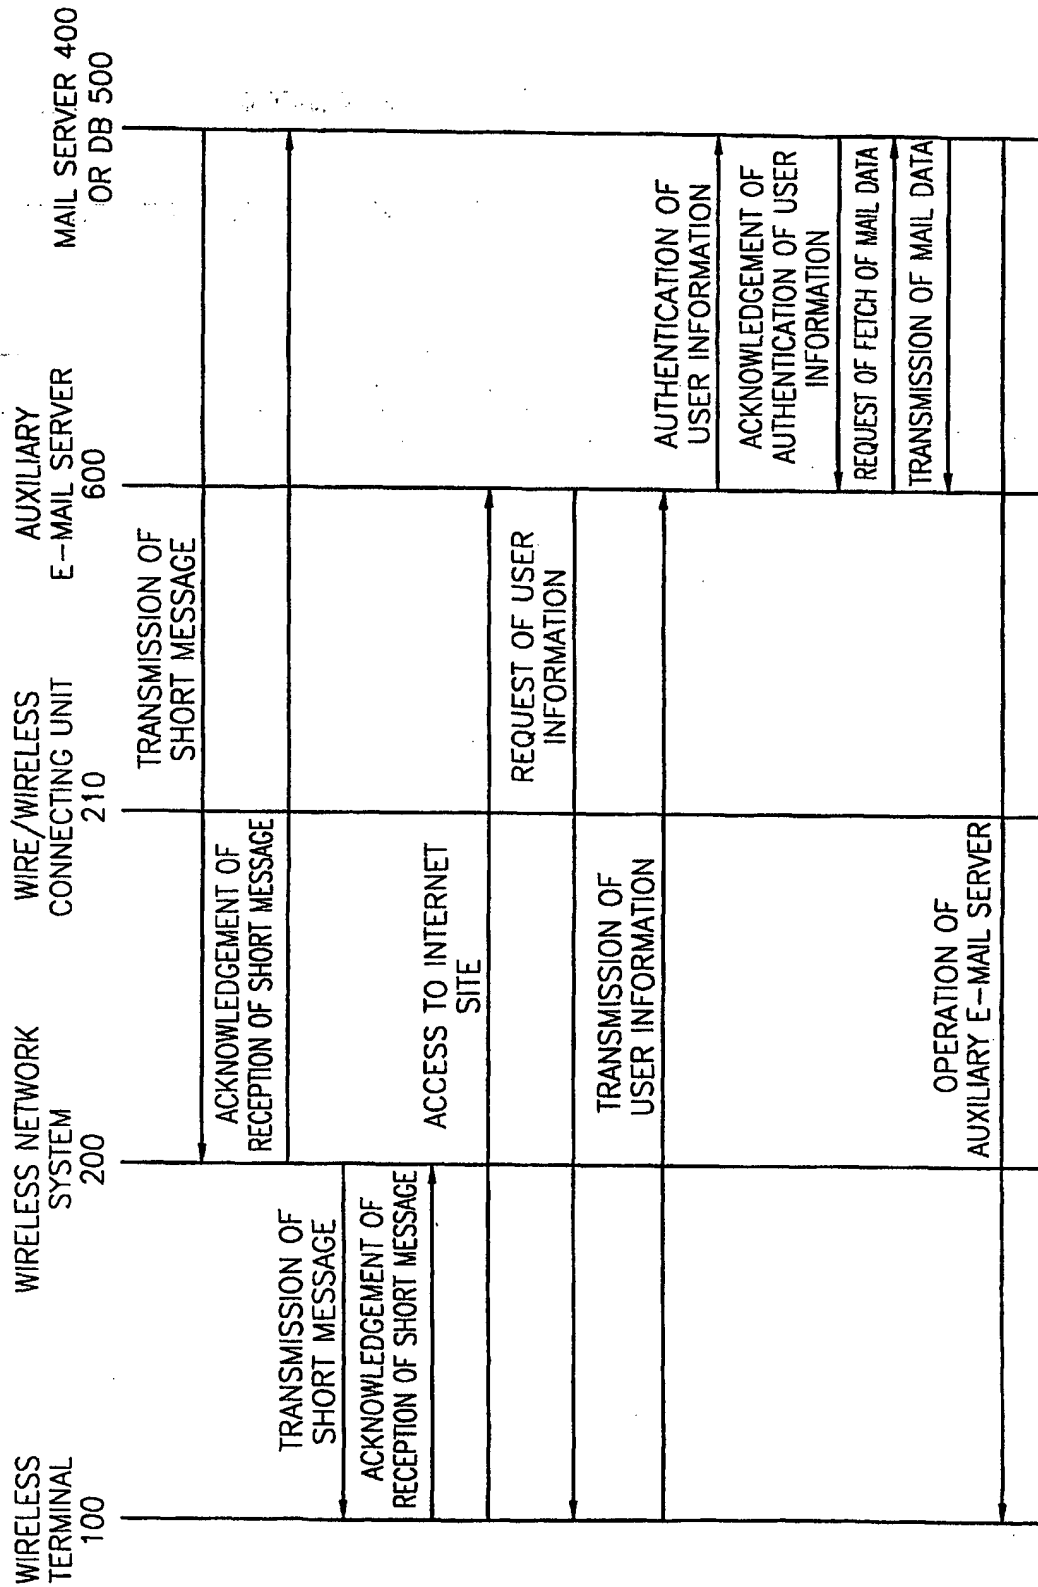 WIRELESS
TERMINAL
100
WIRELESS NETWORK
SYSTEM
200
WIRE/WIRELESS
CONNECTING UNIT
210
AUXILIARY
E-MAIL SERVER
600
MAIL SERVER 400
OR DB 500
TRANSMISSION OF
SHORT MESSAGE
ACKNOWLEDGEMENT OF
RECEPTION OF SHORT MESSAGE
TRANSMISSION OF
SHORT MESSAGE
ACKNOWLEDGEMENT OF
RECEPTION OF SHORT MESSAGE
ACCESS TO INTERNET
SITE
REQUEST OF USER
INFORMATION
TRANSMISSION OF
USER INFORMATION
AUTHENTICATION OF
USER INFORMATION
ACKNOWLEDGEMENT OF
AUTHENTICATION OF USER
INFORMATION
REQUEST OF FETCH OF MAIL DATA
TRANSMISSION OF MAIL DATA
OPERATION OF
AUXILIARY E-MAIL SERVER